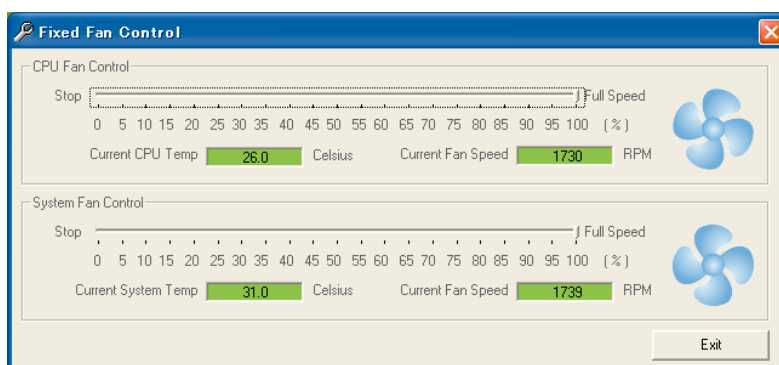 Fixed Fan Control
CPU Fan Control
Stop Full Speed
0 5 10 15 20 25 30 35 40 45 50 55 60 65 70 75 80 85 90 95 100 (%)
Current CPU Temp 26.0 Celsius Current Fan Speed 1730 RPM
System Fan Control
Stop Full Speed
0 5 10 15 20 25 30 35 40 45 50 55 60 65 70 75 80 85 90 95 100 (%)
Current System Temp 31.0 Celsius Current Fan Speed 1739 RPM
Exit